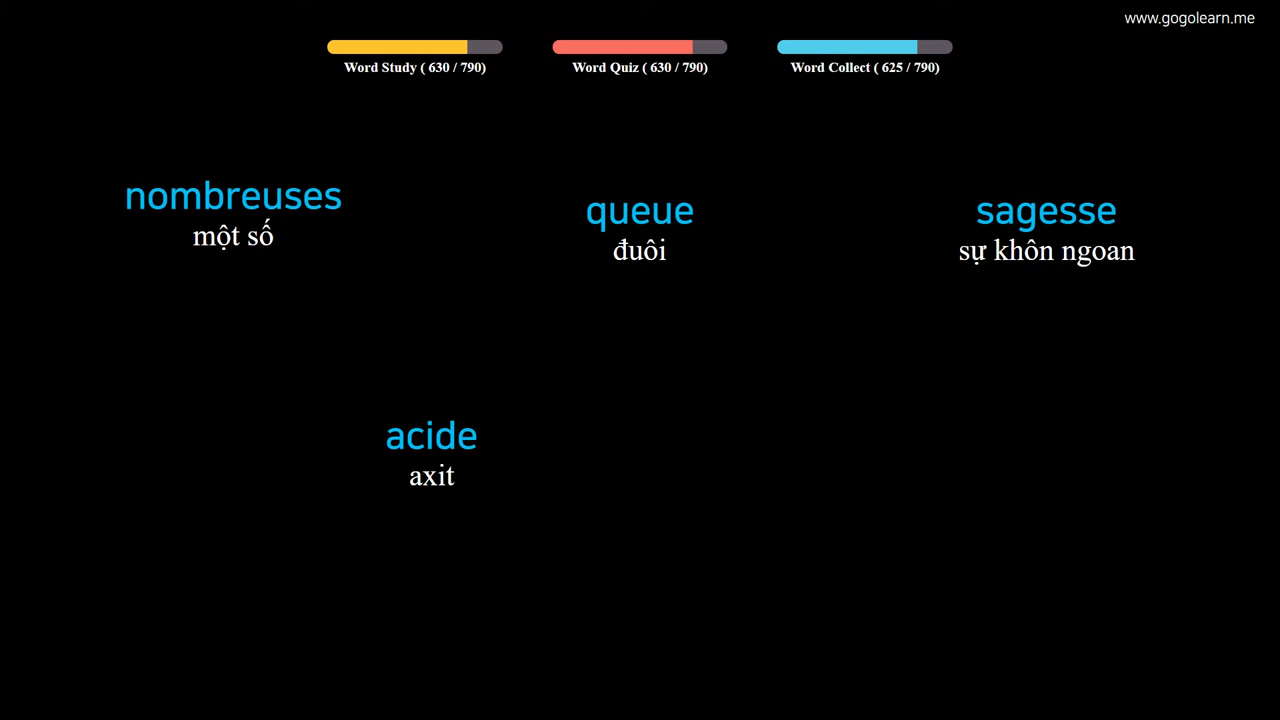 www.gogolearn.me
Word Study ( 630 / 790)
Word Quiz ( 630 / 790)
Word Collect ( 625 / 790)
nombreuses
một số
queue
đuôi
sagesse
sự khôn ngoan
acide
axit